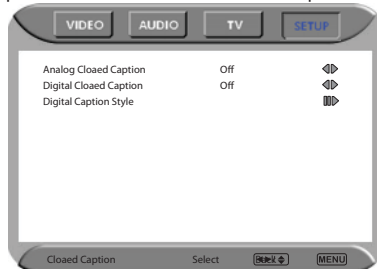 VIDEO AUDIO TV SETUP
Analog Cloaed Caption Off
Digital Cloaed Caption Off
Digital Caption Style
Cloaed Caption Select MENU